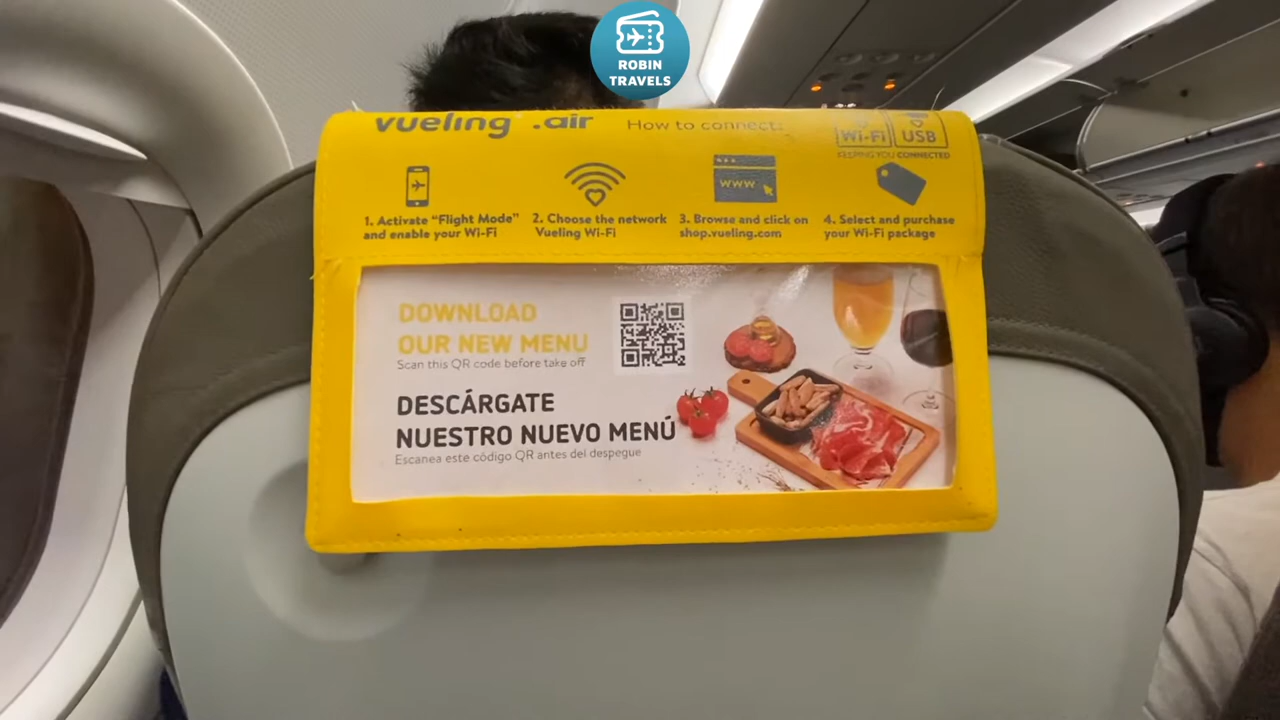 ROBIN
TRAVELS
vueling .air How to connect: Wi-Fi USB
KEEPING YOU CONNECTED
WWW
1. Activate “Flight Mode”
and enable your Wi-Fi
2. Choose the network
Vueling Wi-Fi
3. Browse and click on
shop.vueling.com
4. Select and purchase
your Wi-Fi package
DOWNLOAD
OUR NEW MENU
Scan this QR code before take off
DESCÁRGATE
NUESTRO NUEVO MENÚ
Escanea este código QR antes del despegue